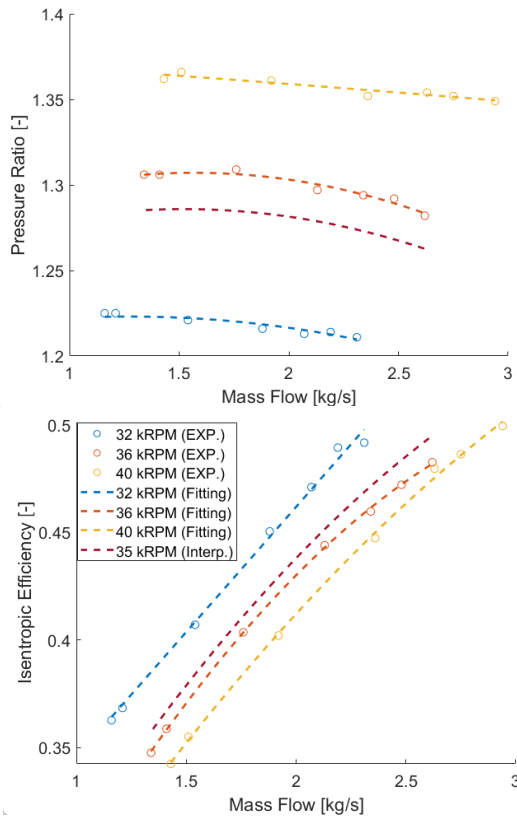 Pressure Ratio [-]
1.4
1.35
1.3
1.25
1.2
1
1.5
2
2.5
3
Mass Flow [kg/s]
Isentropic Efficiency [-]
0.5
0.45
0.4
0.35
32 kRPM (EXP.)
36 kRPM (EXP.)
40 kRPM (EXP.)
32 kRPM (Fitting)
36 kRPM (Fitting)
40 kRPM (Fitting)
35 kRPM (Interp.)
1
1.5
2
2.5
3
Mass Flow [kg/s]